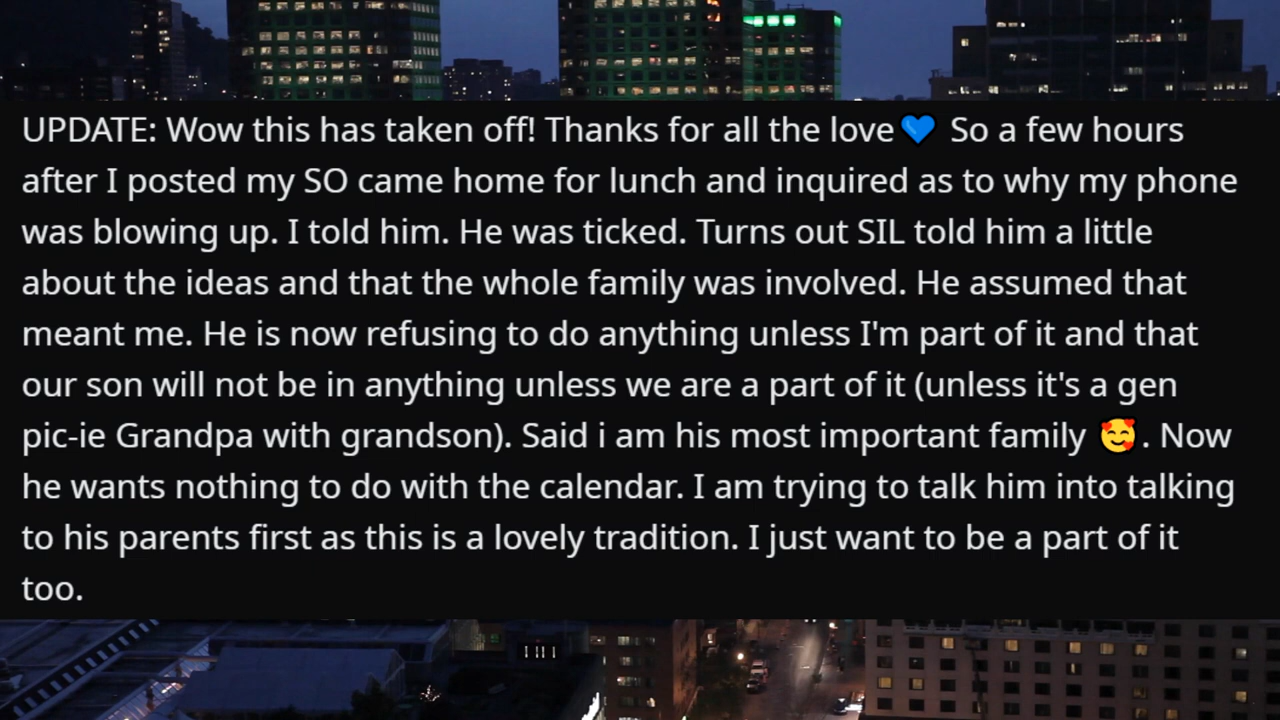 UPDATE: Wow this has taken off! Thanks for all the love💙 So a few hours
after I posted my SO came home for lunch and inquired as to why my phone
was blowing up. I told him. He was ticked. Turns out SIL told him a little
about the ideas and that the whole family was involved. He assumed that
meant me. He is now refusing to do anything unless I'm part of it and that
our son will not be in anything unless we are a part of it (unless it's a gen
pic-ie Grandpa with grandson). Said i am his most important family 🥰. Now
he wants nothing to do with the calendar. I am trying to talk him into talking
to his parents first as this is a lovely tradition. I just want to be a part of it
too.